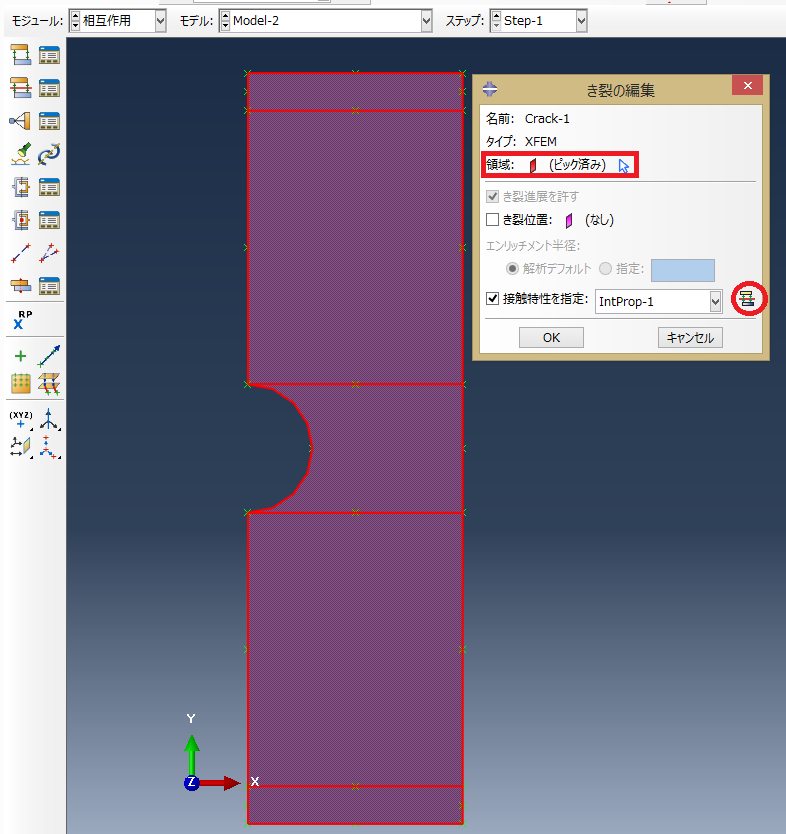 モジュール: 相互作用 モデル: Model-2 ステップ: Step-1
き裂の編集
名前: Crack-1
タイプ: XFEM
領域: (ピック済み)
き裂進展を許す
き裂位置: (なし)
エンリッチメント半径:
解析デフォルト 指定:
接触特性を指定: IntProp-1
OK キャンセル
RP
(XYZ)
Y
Z X